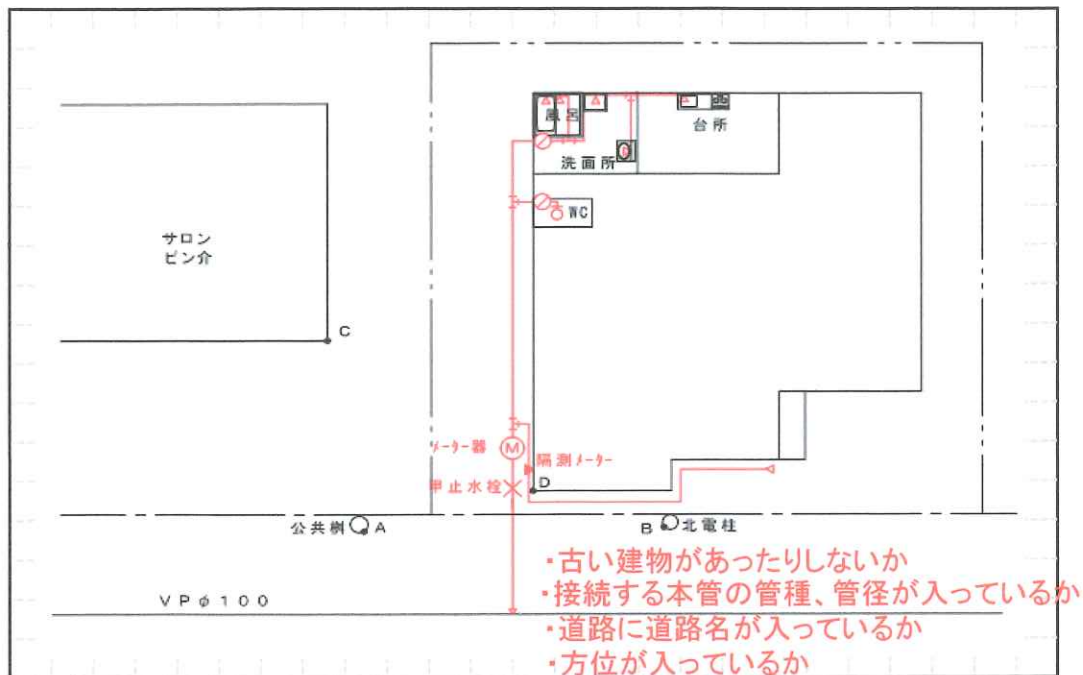 風呂
台所
洗面所
WC
サロン
ピン介
C
メーター器
M
隔測メーター
甲止水栓
D
公共樹
A
B
北電柱
VPφ100
・古い建物があったりしないか
・接続する本管の管種、管径が入っているか
・道路に道路名が入っているか
・方位が入っているか